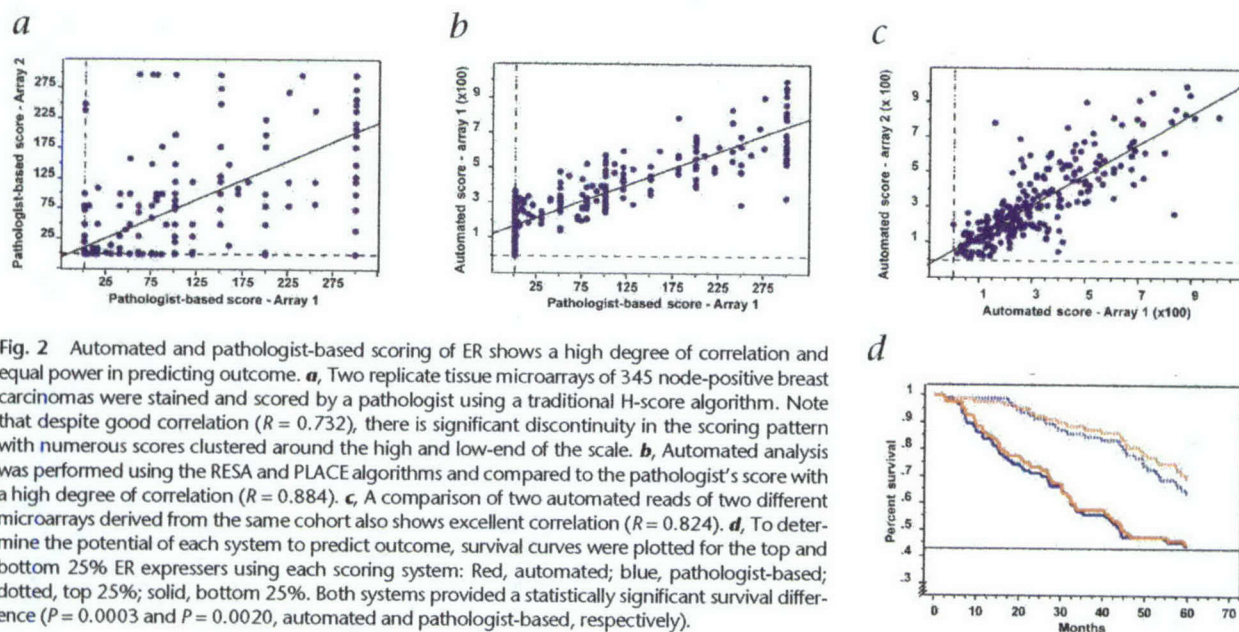 a
b
c
Pathologist-based score - Array 2
275
225
175
125
75
25
25 75 125 175 225 275
Pathologist-based score - Array 1
Automated score - array 1 (x100)
9
7
5
3
1
25 75 125 175 225 275
Pathologist-based score - Array 1
Automated score - array 2 (x 100)
9
7
5
3
1
1 3 5 7 9
Automated score - Array 1 (x100)
Fig. 2 Automated and pathologist-based scoring of ER shows a high degree of correlation and
equal power in predicting outcome. a, Two replicate tissue microarrays of 345 node-positive breast
carcinomas were stained and scored by a pathologist using a traditional H-score algorithm. Note
that despite good correlation (R = 0.732), there is significant discontinuity in the scoring pattern
with numerous scores clustered around the high and low-end of the scale. b, Automated analysis
was performed using the RESA and PLACE algorithms and compared to the pathologist's score with
a high degree of correlation (R = 0.884). c, A comparison of two automated reads of two different
microarrays derived from the same cohort also shows excellent correlation (R = 0.824). d, To deter-
mine the potential of each system to predict outcome, survival curves were plotted for the top and
bottom 25% ER expressers using each scoring system: Red, automated; blue, pathologist-based;
dotted, top 25%; solid, bottom 25%. Both systems provided a statistically significant survival differ-
ence (P = 0.0003 and P = 0.0020, automated and pathologist-based, respectively).
d
Percent survival
1
.9
.8
.7
.6
.5
.4
.3
0 10 20 30 40 50 60 70
Months